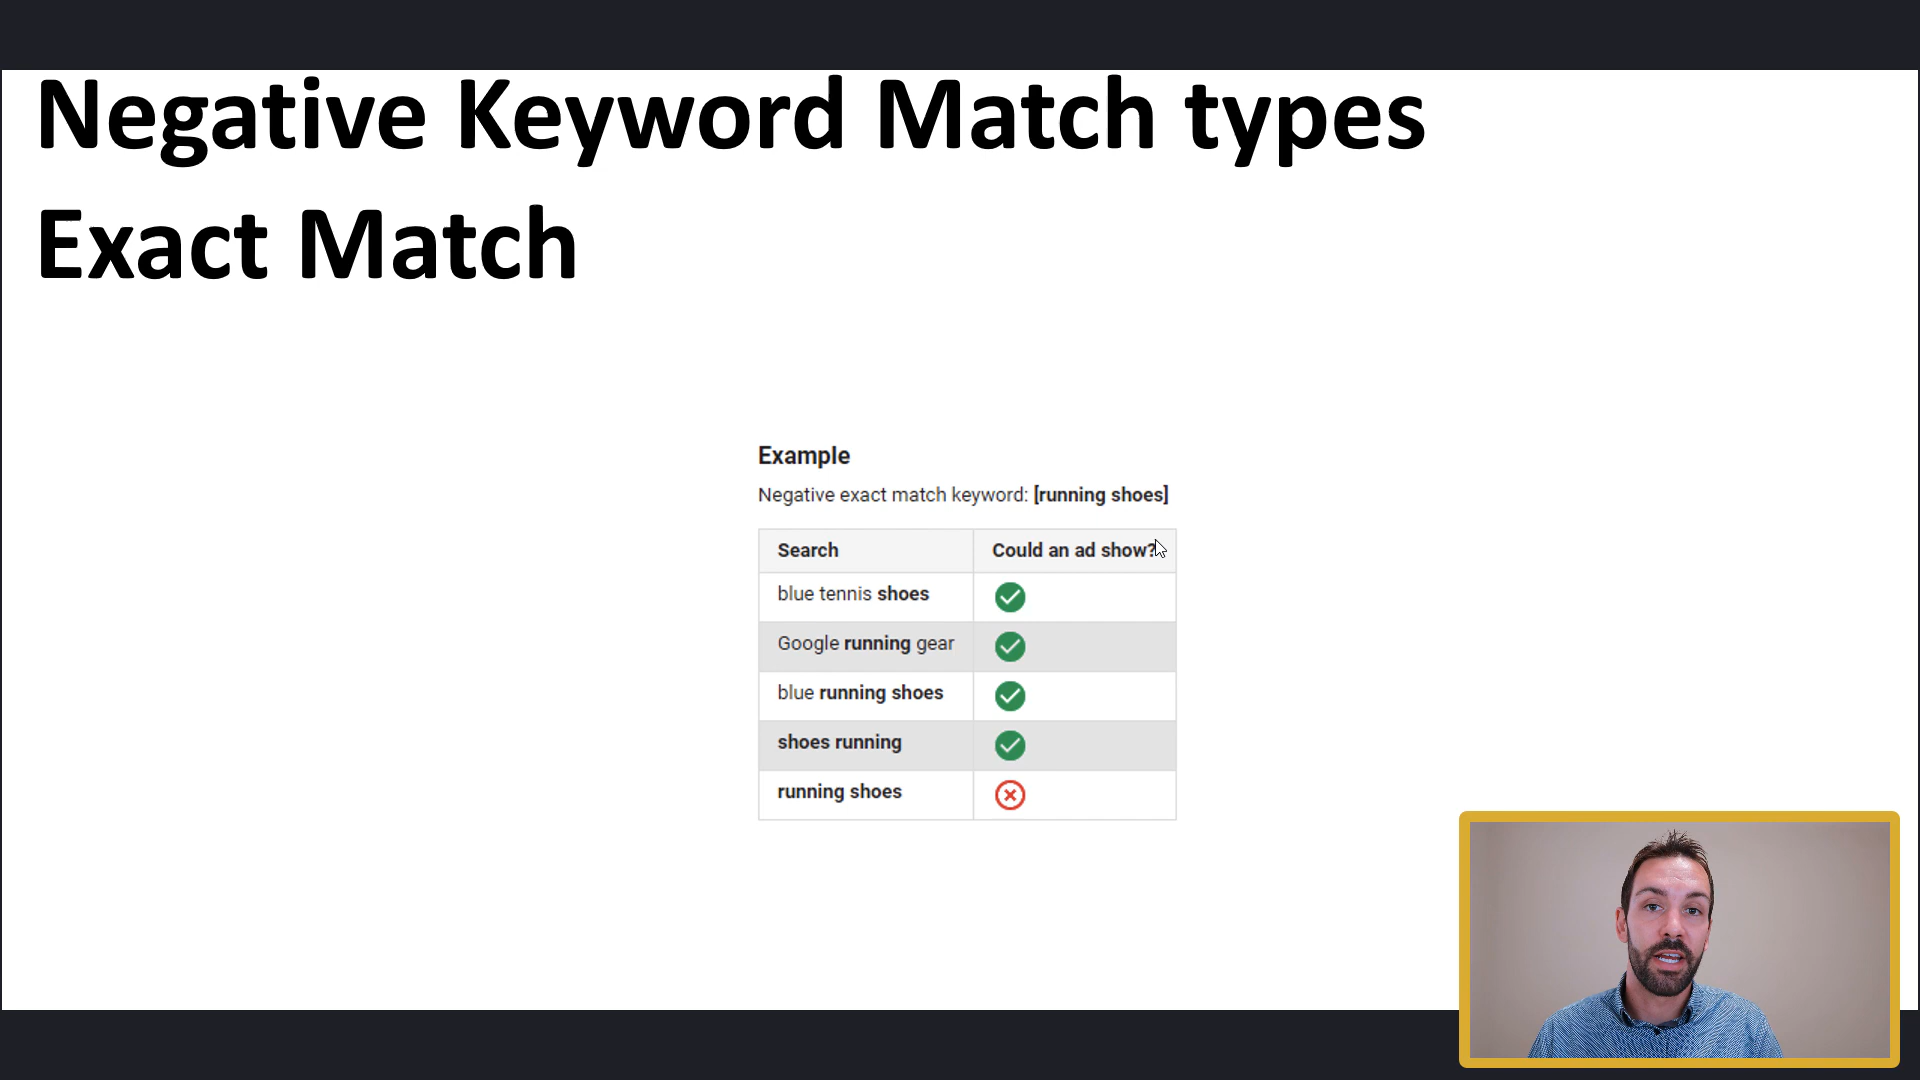 Negative Keyword Match types
Exact Match
Example
Negative exact match keyword: [running shoes]
Search
Could an ad show?
blue tennis shoes
Google running gear
blue running shoes
shoes running
running shoes